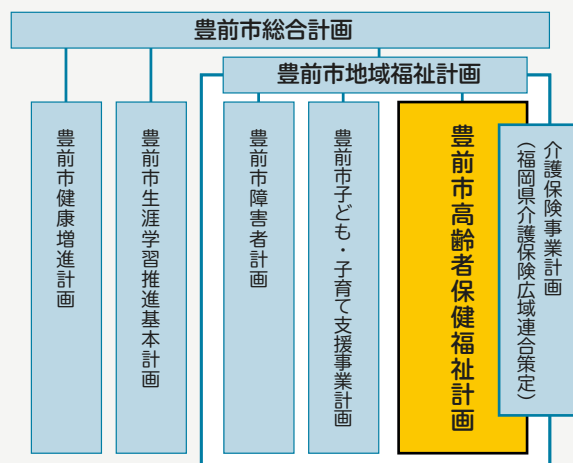 豊前市総合計画
豊前市地域福祉計画
豊前市健康増進計画
豊前市生涯学習推進基本計画
豊前市障害者計画
豊前市子ども・子育て支援事業計画
豊前市高齢者保健福祉計画
介護保険事業計画
（福岡県介護保険広域連合策定）